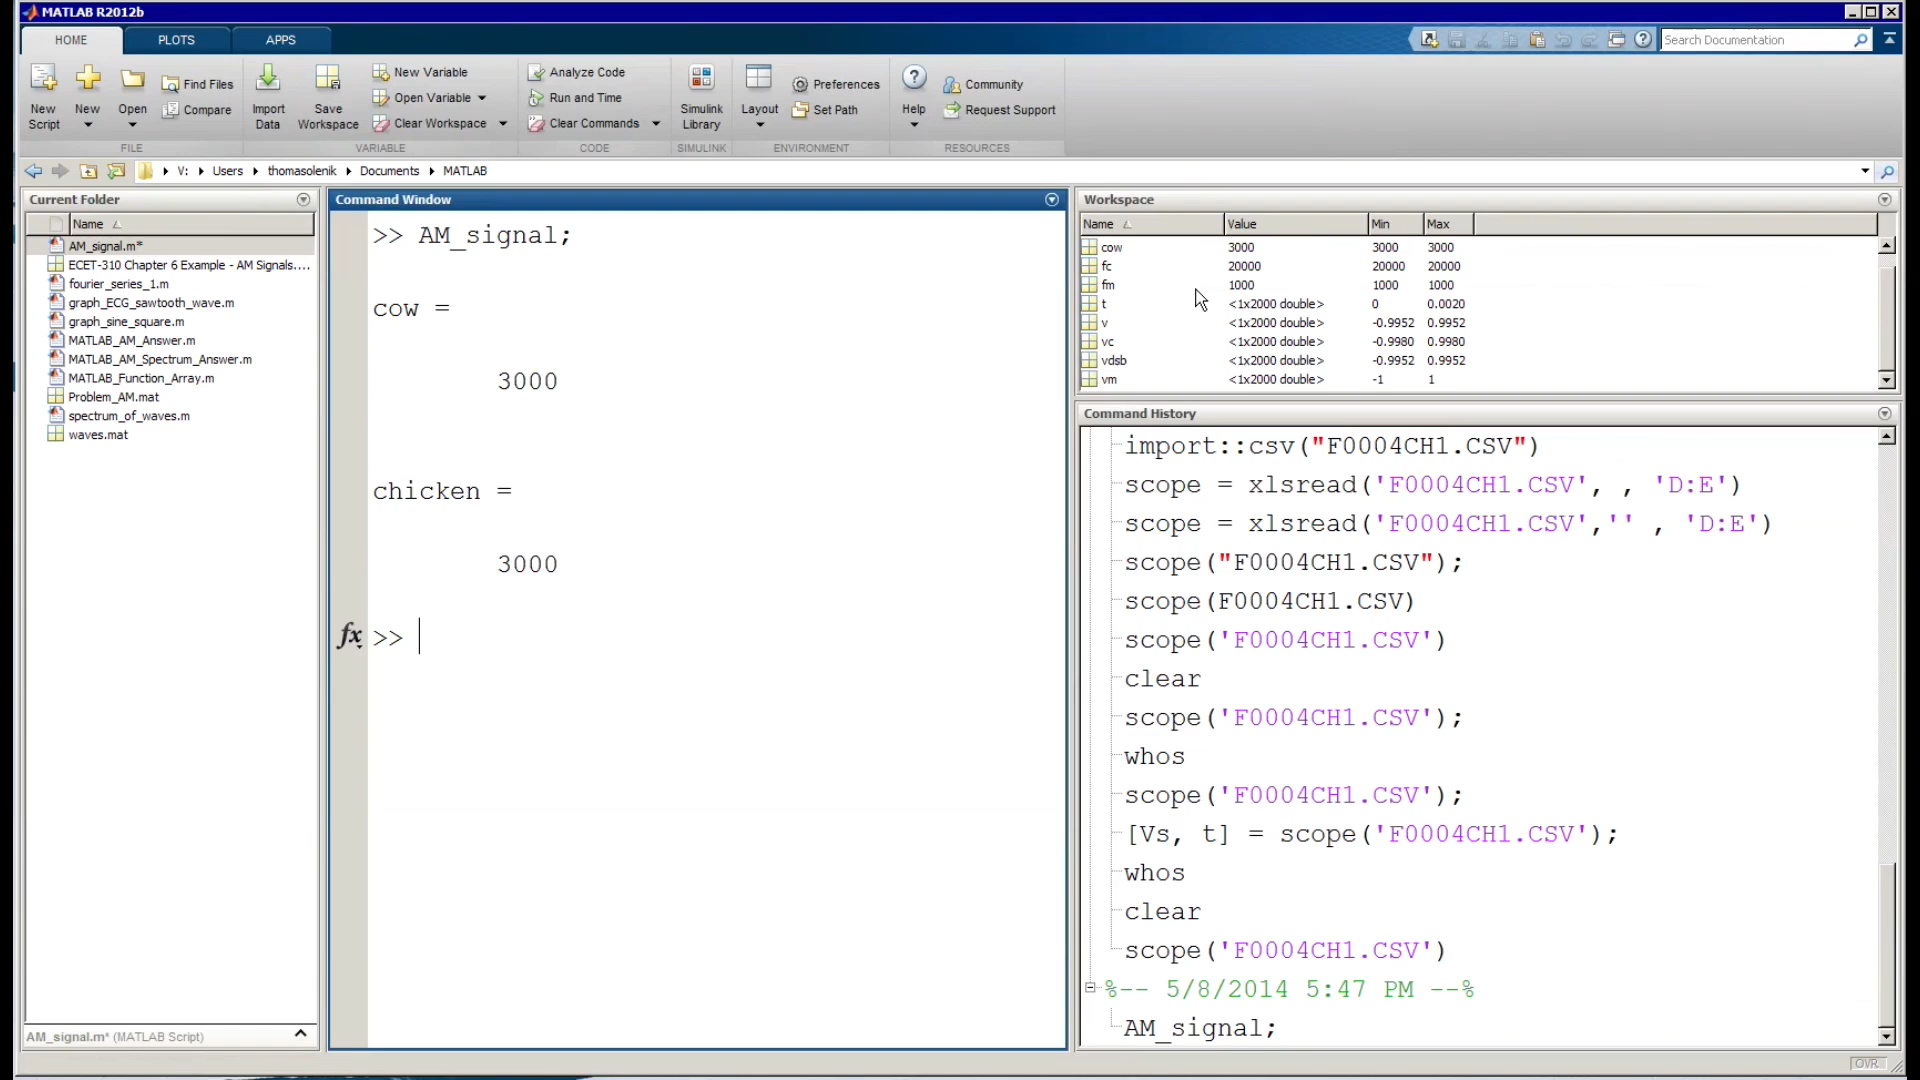 MATLAB R2012b
HOME PLOTS APPS
Search Documentation
New Script
New
Open
Find Files
Compare
FILE
Import Data
Save Workspace
New Variable
Open Variable
Clear Workspace
VARIABLE
Analyze Code
Run and Time
Clear Commands
CODE
Simulink Library
SIMULINK
Layout
Preferences
Set Path
ENVIRONMENT
Help
Community
Request Support
RESOURCES
V: Users thomasolenik Documents MATLAB
Current Folder
Name
AM_signal.m*
ECET-310 Chapter 6 Example - AM Signals....
fourier_series_1.m
graph_ECG_sawtooth_wave.m
graph_sine_square.m
MATLAB_AM_Answer.m
MATLAB_AM_Spectrum_Answer.m
MATLAB_Function_Array.m
Problem_AM.mat
spectrum_of_waves.m
waves.mat
AM_signal.m* (MATLAB Script)
Command Window
>> AM_signal;
cow =
3000
chicken =
3000
fx >>
Workspace
Name Value Min Max
cow 3000 3000 3000
fc 20000 20000 20000
fm 1000 1000 1000
t <1x2000 double> 0 0.0020
v <1x2000 double> -0.9952 0.9952
vc <1x2000 double> -0.9980 0.9980
vdsb <1x2000 double> -0.9952 0.9952
vm <1x2000 double> -1 1
Command History
import::csv("F0004CH1.CSV")
scope = xlsread('F0004CH1.CSV', , 'D:E')
scope = xlsread('F0004CH1.CSV','' , 'D:E')
scope("F0004CH1.CSV");
scope(F0004CH1.CSV)
scope('F0004CH1.CSV')
clear
scope('F0004CH1.CSV');
whos
scope('F0004CH1.CSV');
[Vs, t] = scope('F0004CH1.CSV');
whos
clear
scope('F0004CH1.CSV')
%-- 5/8/2014 5:47 PM --%
AM_signal;
OVR